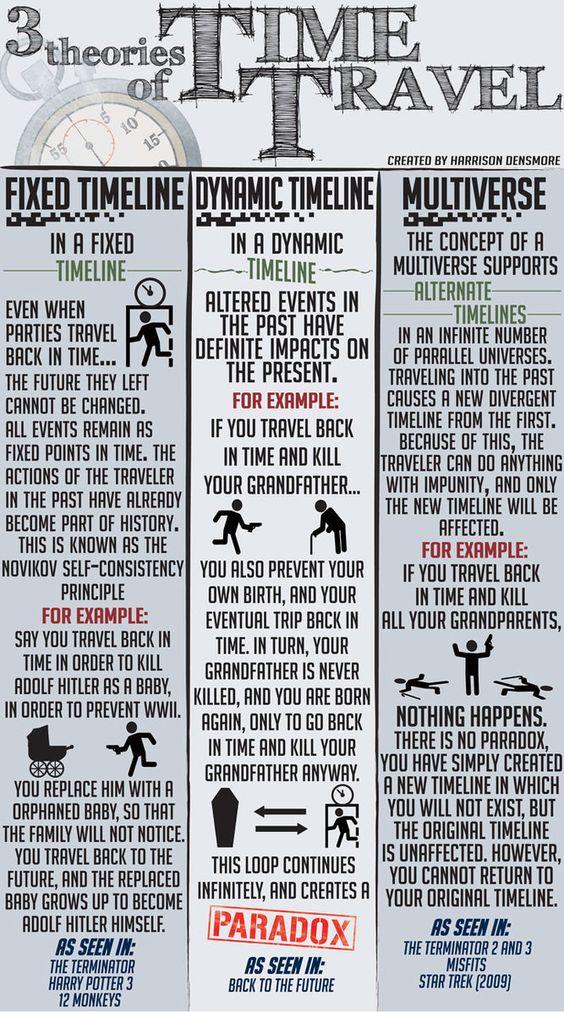 3 theories
of
TIME
TRAVEL
60
5
10
15
55
CREATED BY HARRISON DENSMORE
FIXED TIMELINE
IN A FIXED
TIMELINE
EVEN WHEN
PARTIES TRAVEL
BACK IN TIME...
THE FUTURE THEY LEFT
CANNOT BE CHANGED.
ALL EVENTS REMAIN AS
FIXED POINTS IN TIME. THE
ACTIONS OF THE TRAVELER
IN THE PAST HAVE ALREADY
BECOME PART OF HISTORY.
THIS IS KNOWN AS THE
NOVIKOV SELF-CONSISTENCY
PRINCIPLE
FOR EXAMPLE:
SAY YOU TRAVEL BACK IN
TIME IN ORDER TO KILL
ADOLF HITLER AS A BABY,
IN ORDER TO PREVENT WWII.
YOU REPLACE HIM WITH A
ORPHANED BABY, SO THAT
THE FAMILY WILL NOT NOTICE.
YOU TRAVEL BACK TO THE
FUTURE, AND THE REPLACED
BABY GROWS UP TO BECOME
ADOLF HITLER HIMSELF.
AS SEEN IN:
THE TERMINATOR
HARRY POTTER 3
12 MONKEYS
DYNAMIC TIMELINE
IN A DYNAMIC
TIMELINE
ALTERED EVENTS IN
THE PAST HAVE
DEFINITE IMPACTS ON
THE PRESENT.
FOR EXAMPLE:
IF YOU TRAVEL BACK
IN TIME AND KILL
YOUR GRANDFATHER...
YOU ALSO PREVENT YOUR
OWN BIRTH, AND YOUR
EVENTUAL TRIP BACK IN
TIME. IN TURN, YOUR
GRANDFATHER IS NEVER
KILLED, AND YOU ARE BORN
AGAIN, ONLY TO GO BACK
IN TIME AND KILL YOUR
GRANDFATHER ANYWAY.
THIS LOOP CONTINUES
INFINITELY, AND CREATES A
PARADOX
AS SEEN IN:
BACK TO THE FUTURE
MULTIVERSE
THE CONCEPT OF A
MULTIVERSE SUPPORTS
ALTERNATE
TIMELINES
IN AN INFINITE NUMBER
OF PARALLEL UNIVERSES.
TRAVELING INTO THE PAST
CAUSES A NEW DIVERGENT
TIMELINE FROM THE FIRST.
BECAUSE OF THIS, THE
TRAVELER CAN DO ANYTHING
WITH IMPUNITY, AND ONLY
THE NEW TIMELINE WILL BE
AFFECTED.
FOR EXAMPLE:
IF YOU TRAVEL BACK
IN TIME AND KILL
ALL YOUR GRANDPARENTS,
NOTHING HAPPENS.
THERE IS NO PARADOX,
YOU HAVE SIMPLY CREATED
A NEW TIMELINE IN WHICH
YOU WILL NOT EXIST, BUT
THE ORIGINAL TIMELINE
IS UNAFFECTED. HOWEVER,
YOU CANNOT RETURN TO
YOUR ORIGINAL TIMELINE.
AS SEEN IN:
THE TERMINATOR 2 AND 3
MISFITS
STAR TREK (2009)